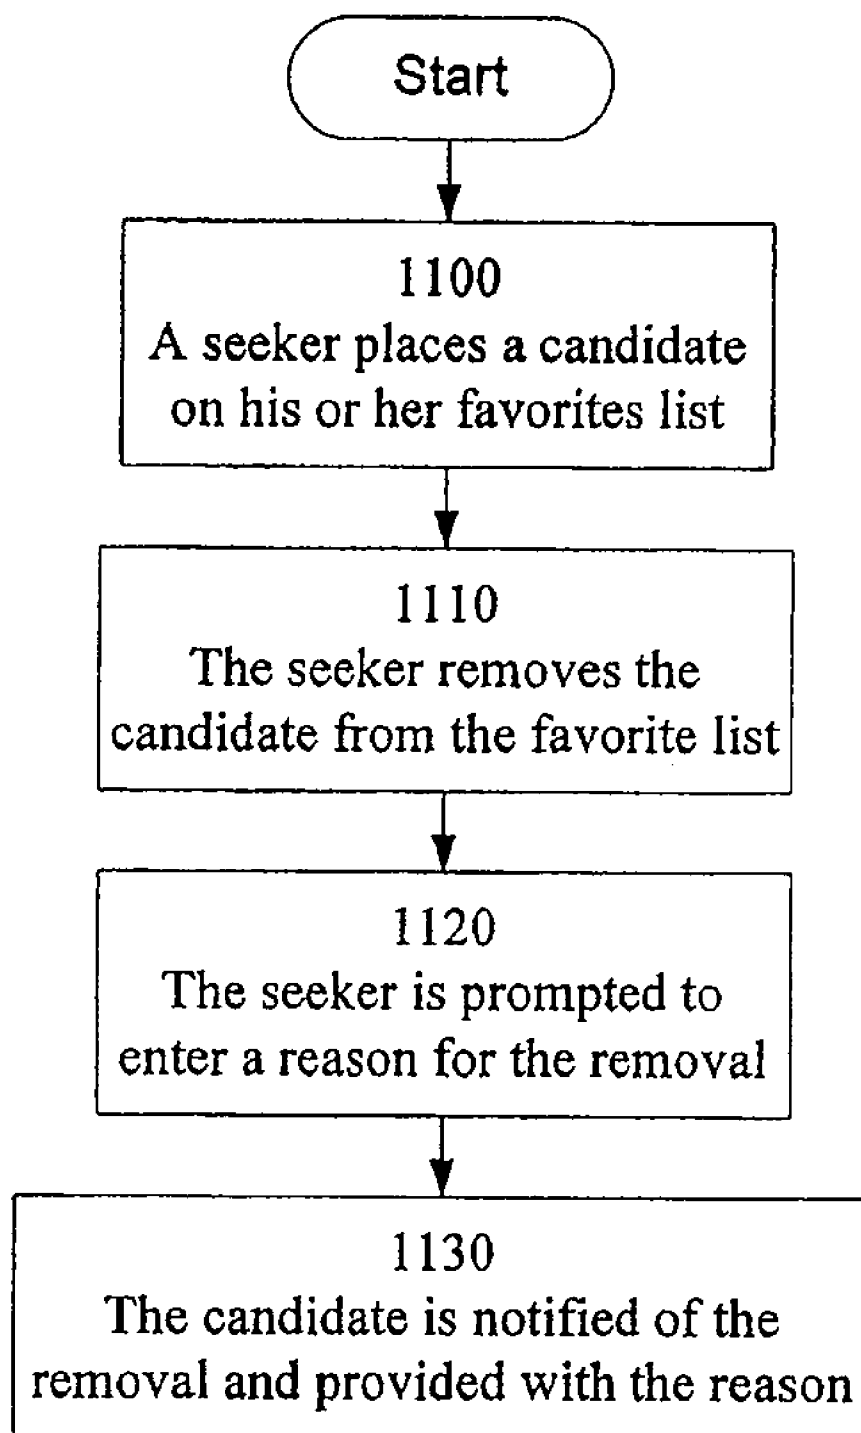 Start
1100
A seeker places a candidate
on his or her favorites list
1110
The seeker removes the
candidate from the favorite list
1120
The seeker is prompted to
enter a reason for the removal
1130
The candidate is notified of the
removal and provided with the reason